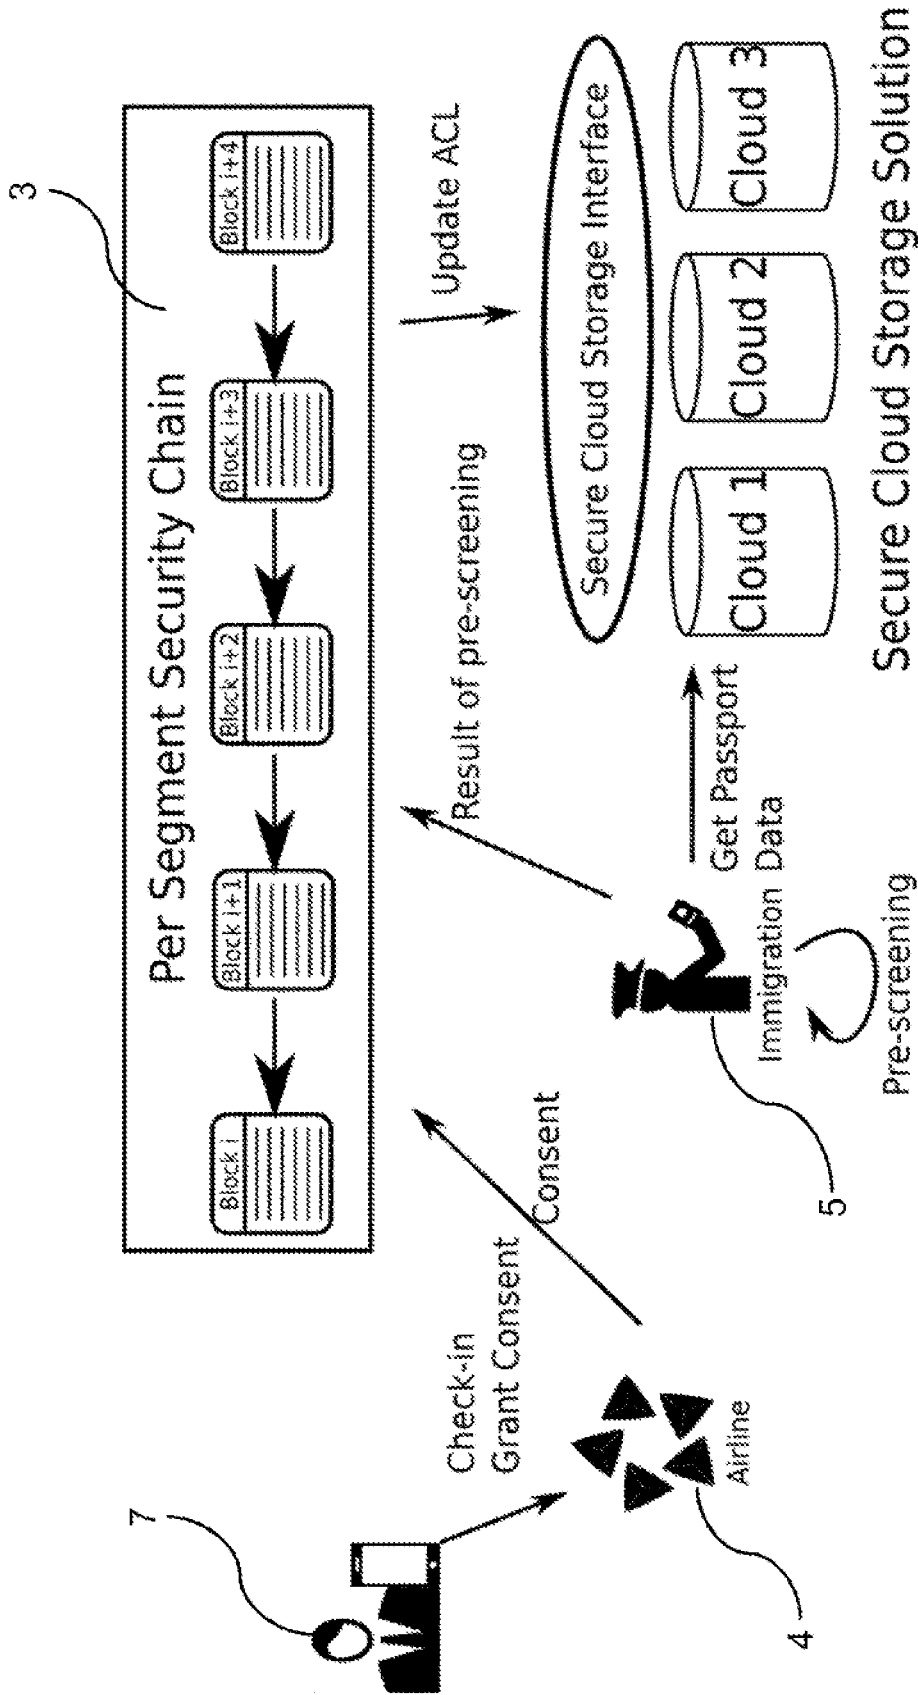 3
Per Segment Security Chain
Block i
Block i+1
Block i+2
Block i+3
Block i+4
7
Check-in
Grant Consent
Consent
Result of pre-screening
Update ACL
Secure Cloud Storage Interface
Airline
4
Immigration Data
5
Pre-screening
Get Passport
Cloud 1
Cloud 2
Cloud 3
Secure Cloud Storage Solution